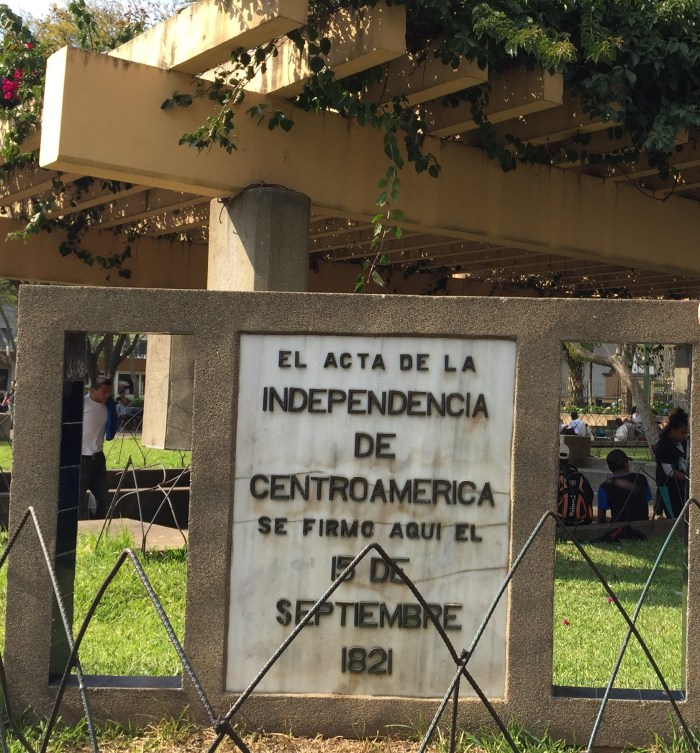 EL ACTA DE LA
INDEPENDENCIA
DE
CENTROAMERICA
SE FIRMO AQUI EL
15 DE
SEPTIEMBRE
1821